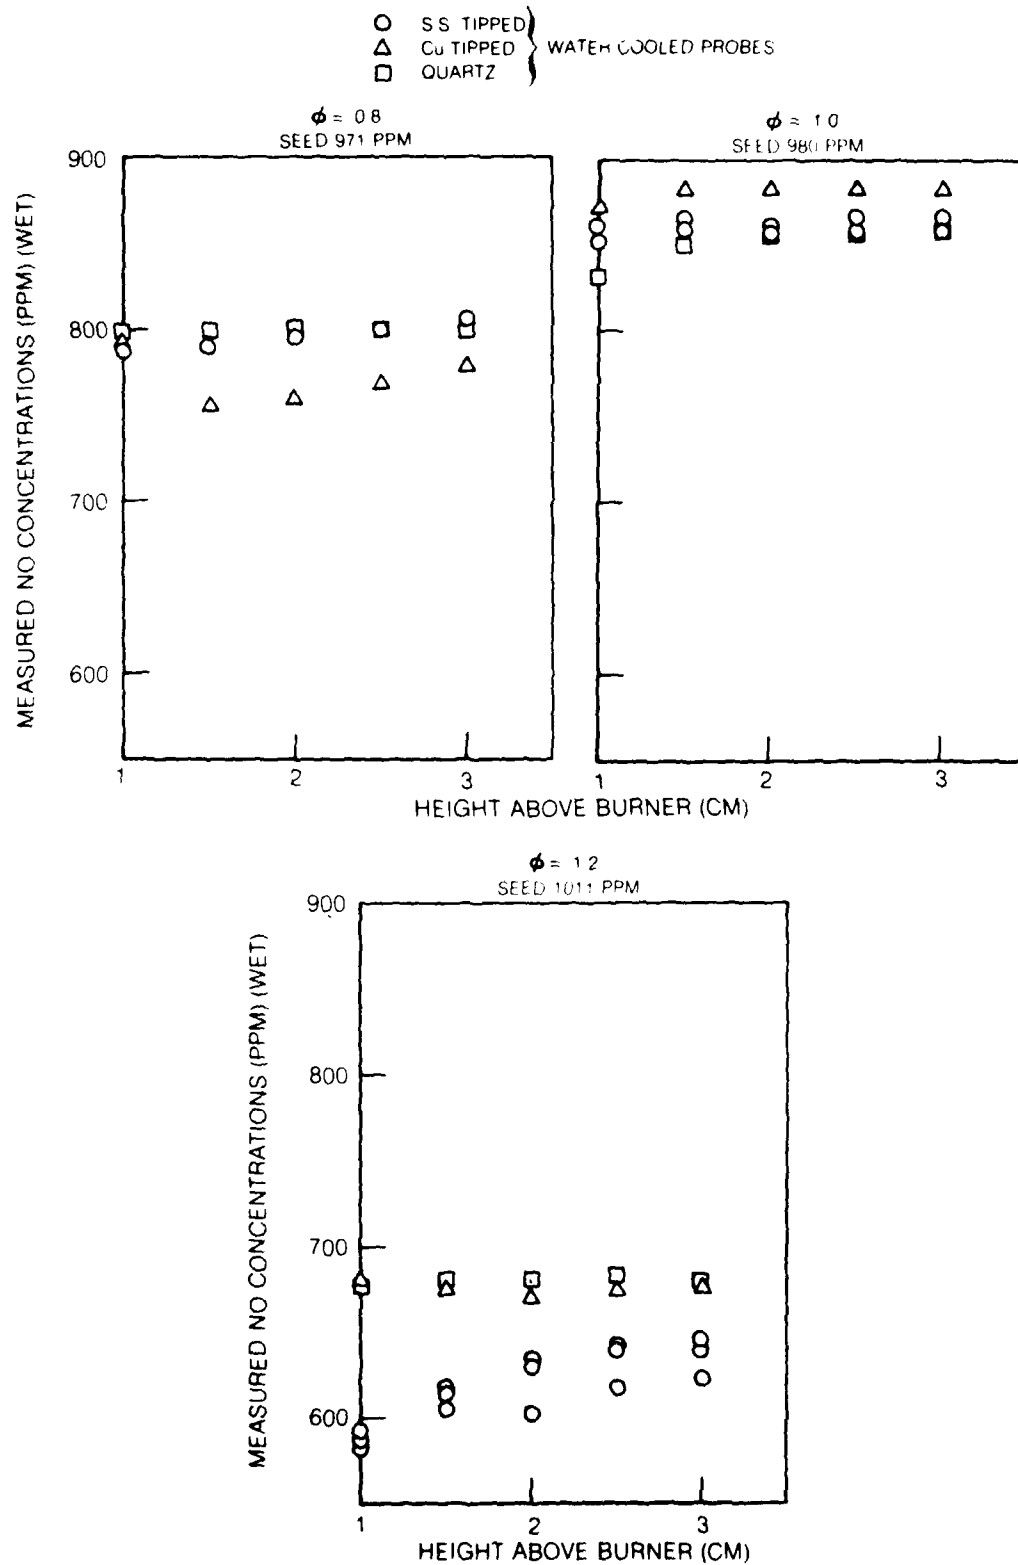 S.S. TIPPED
Cu TIPPED
QUARTZ
WATER COOLED PROBES
ϕ = 0.8
SEED 971 PPM
ϕ = 1.0
SEED 980 PPM
MEASURED NO CONCENTRATIONS (PPM) (WET)
900
800
700
600
1 2 3
1 2 3
HEIGHT ABOVE BURNER (CM)
ϕ = 1.2
SEED 1011 PPM
MEASURED NO CONCENTRATIONS (PPM) (WET)
900
800
700
600
1 2 3
HEIGHT ABOVE BURNER (CM)